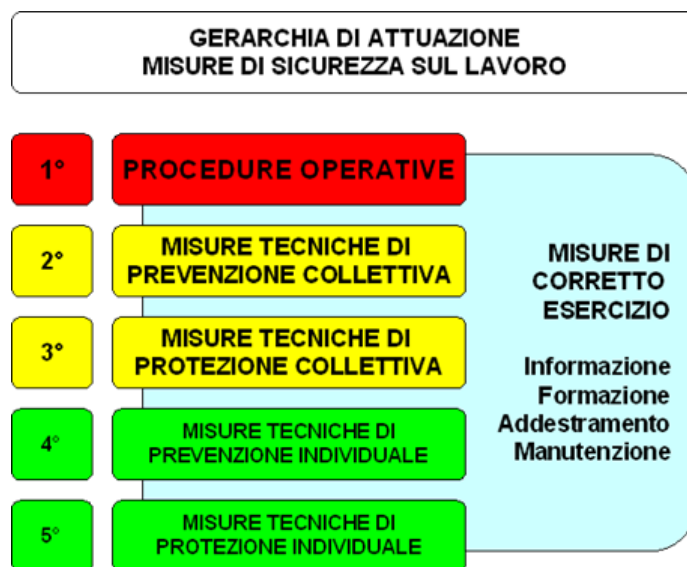 GERARCHIA DI ATTUAZIONE
MISURE DI SICUREZZA SUL LAVORO
1°
PROCEDURE OPERATIVE
2°
MISURE TECNICHE DI
PREVENZIONE COLLETTIVA
3°
MISURE TECNICHE DI
PROTEZIONE COLLETTIVA
4°
MISURE TECNICHE DI
PREVENZIONE INDIVIDUALE
5°
MISURE TECNICHE DI
PROTEZIONE INDIVIDUALE
MISURE DI
CORRETTO
ESERCIZIO
Informazione
Formazione
Addestramento
Manutenzione